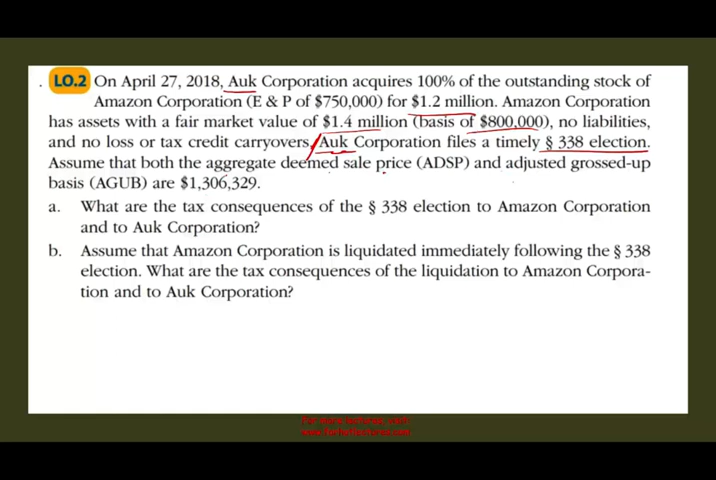 LO.2 On April 27, 2018, Auk Corporation acquires 100% of the outstanding stock of
Amazon Corporation (E & P of $750,000) for $1.2 million. Amazon Corporation
has assets with a fair market value of $1.4 million (basis of $800,000), no liabilities,
and no loss or tax credit carryovers. Auk Corporation files a timely § 338 election.
Assume that both the aggregate deemed sale price (ADSP) and adjusted grossed-up
basis (AGUB) are $1,306,329.
a. What are the tax consequences of the § 338 election to Amazon Corporation
and to Auk Corporation?
b. Assume that Amazon Corporation is liquidated immediately following the § 338
election. What are the tax consequences of the liquidation to Amazon Corpora-
tion and to Auk Corporation?
For more lectures, visit